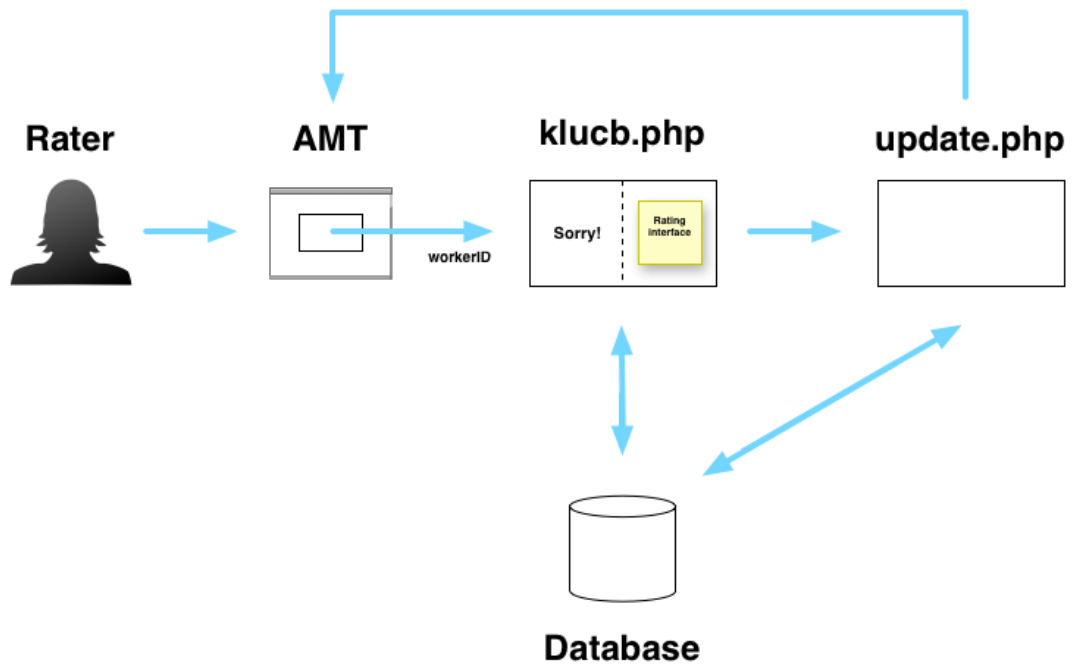 Rater
AMT
klucb.php
update.php
Sorry!
Rating
interface
workerID
Database